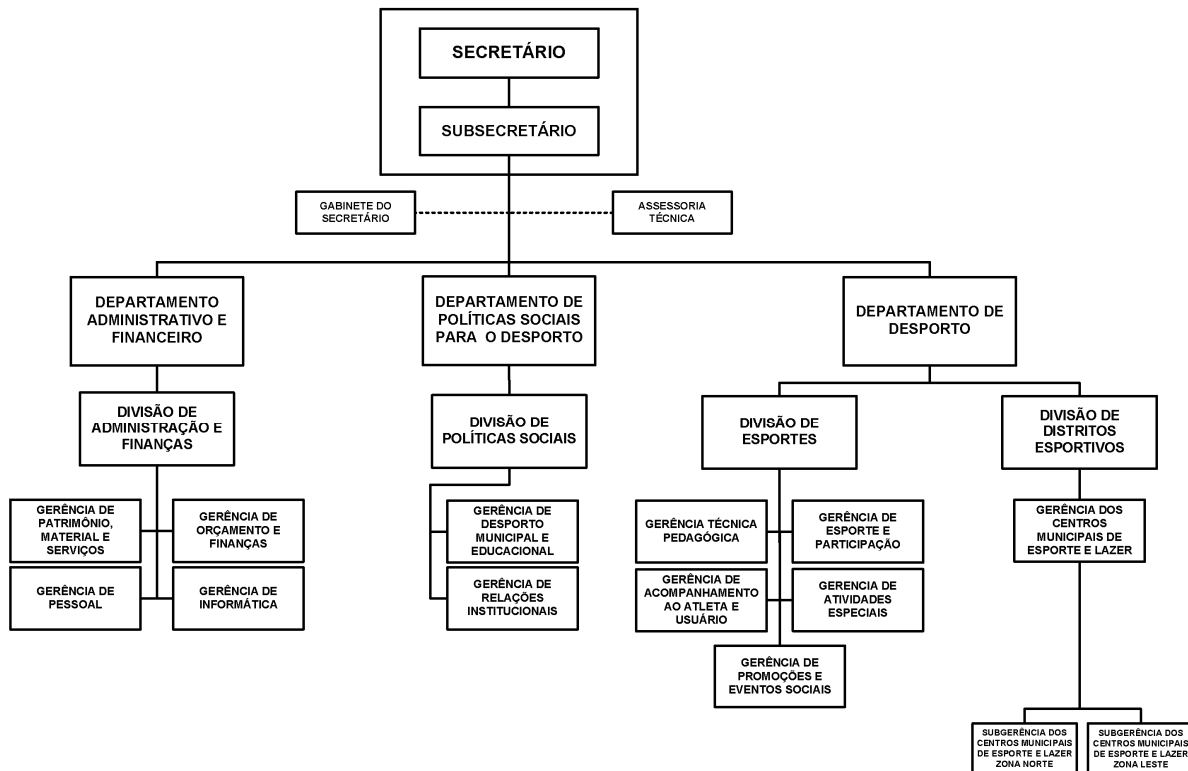 SECRETÁRIO
SUBSECRETÁRIO
GABINETE DO
SECRETÁRIO
ASSESSORIA
TÉCNICA
DEPARTAMENTO
ADMINISTRATIVO E
FINANCEIRO
DEPARTAMENTO DE
POLÍTICAS SOCIAIS
PARA O DESPORTO
DEPARTAMENTO DE
DESPORTO
DIVISÃO DE
ADMINISTRAÇÃO E
FINANÇAS
DIVISÃO DE
POLÍTICAS SOCIAIS
DIVISÃO DE
ESPORTES
DIVISÃO DE
DISTRITOS
ESPORTIVOS
GERÊNCIA DE
PATRIMÔNIO,
MATERIAL E
SERVIÇOS
GERÊNCIA DE
ORÇAMENTO E
FINANÇAS
GERÊNCIA DE
PESSOAL
GERÊNCIA DE
INFORMÁTICA
GERÊNCIA DE
DESPORTO
MUNICIPAL E
EDUCACIONAL
GERÊNCIA DE
RELAÇÕES
INSTITUCIONAIS
GERÊNCIA TÉCNICA
PEDAGÓGICA
GERÊNCIA DE
ESPORTE E
PARTICIPAÇÃO
GERÊNCIA DE
ACOMPANHAMENTO
AO ATLETA E
USUÁRIO
GERENCIA DE
ATIVIDADES
ESPECIAIS
GERÊNCIA DE
PROMOÇÕES E
EVENTOS SOCIAIS
GERÊNCIA DOS
CENTROS
MUNICIPAIS DE
ESPORTE E LAZER
SUBGERÊNCIA DOS
CENTROS MUNICIPAIS
DE ESPORTE E LAZER
ZONA NORTE
SUBGERÊNCIA DOS
CENTROS MUNICIPAIS
DE ESPORTE E LAZER
ZONA LESTE